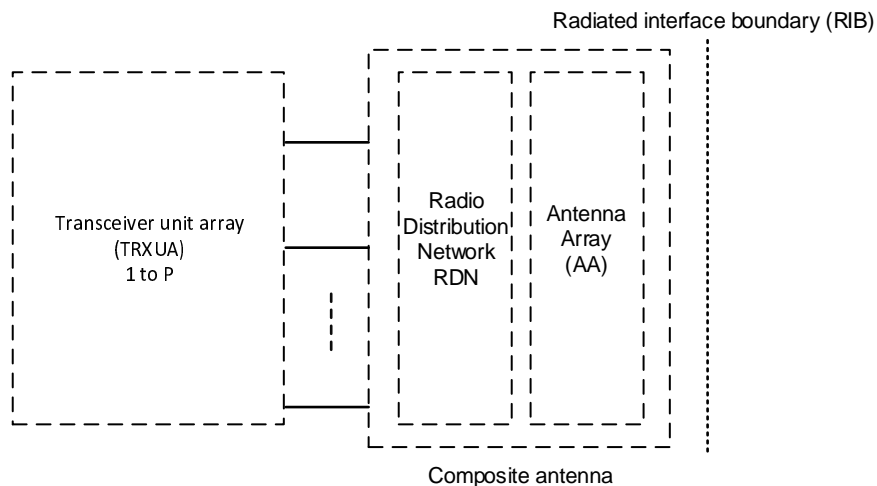 Radiated interface boundary (RIB)
Transceiver unit array
(TRXUA)
1 to P
Radio
Distribution
Network
RDN
Antenna
Array
(AA)
Composite antenna